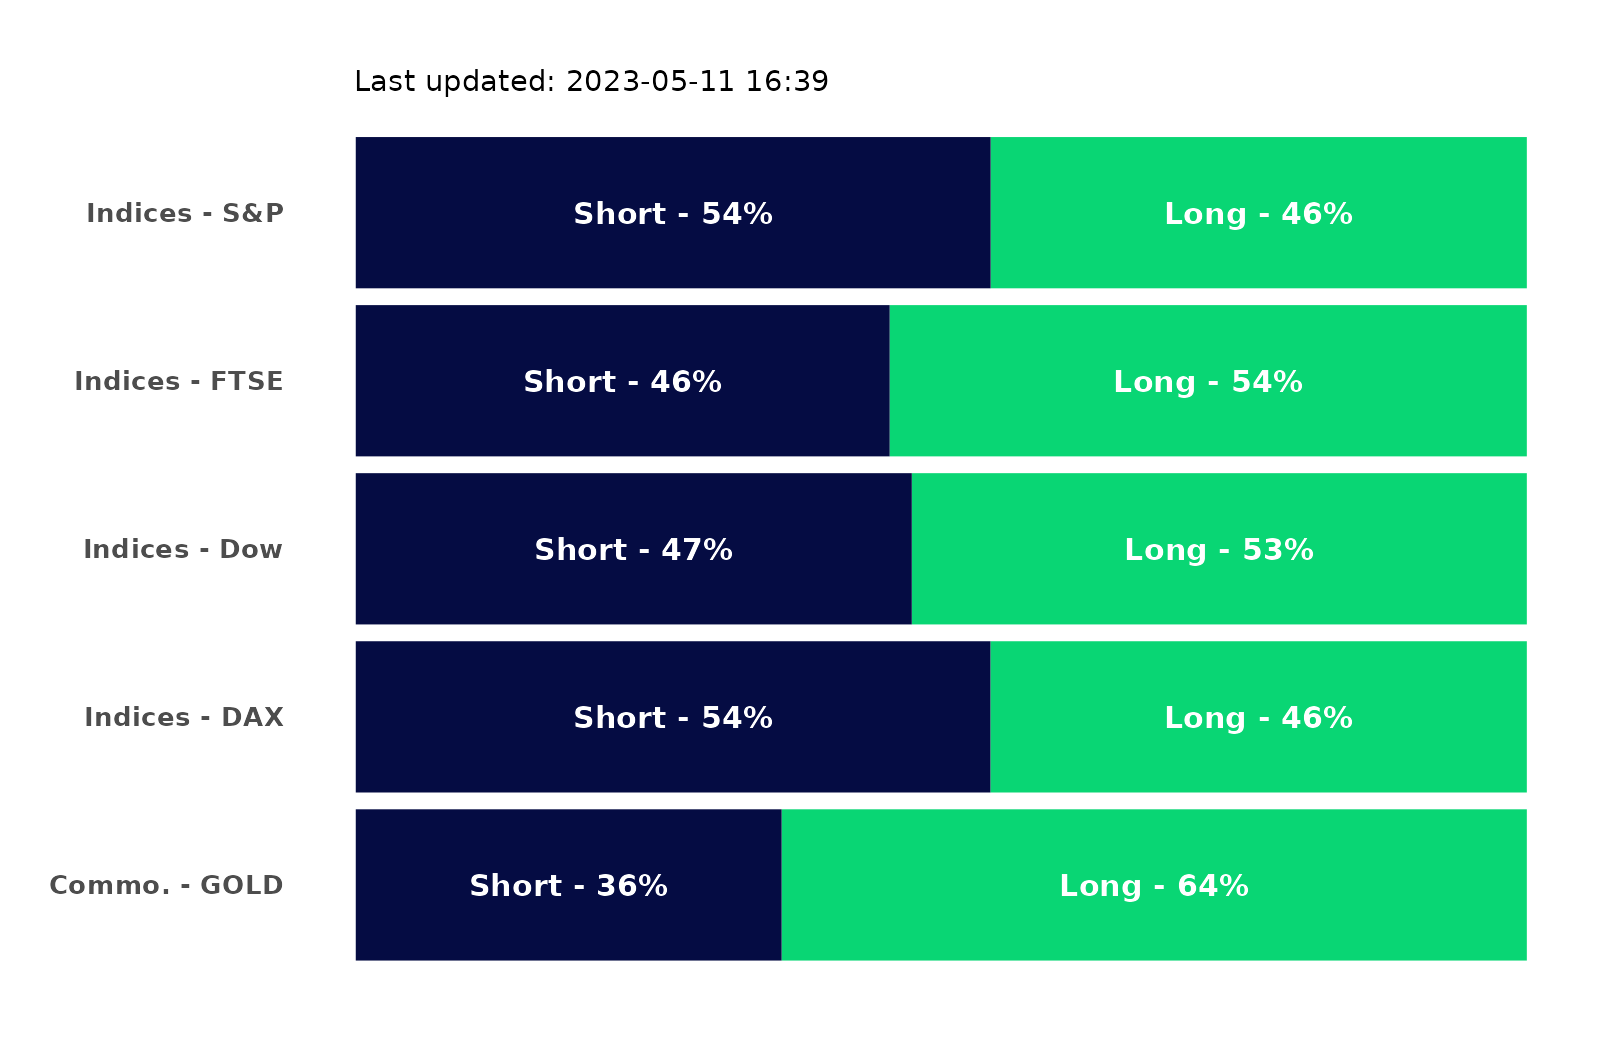 Last updated: 2023-05-11 16:39
Indices - S&P Short - 54% Long - 46%
Indices - FTSE Short - 46% Long - 54%
Indices - Dow Short - 47% Long - 53%
Indices - DAX Short - 54% Long - 46%
Commo. - GOLD Short - 36% Long - 64%